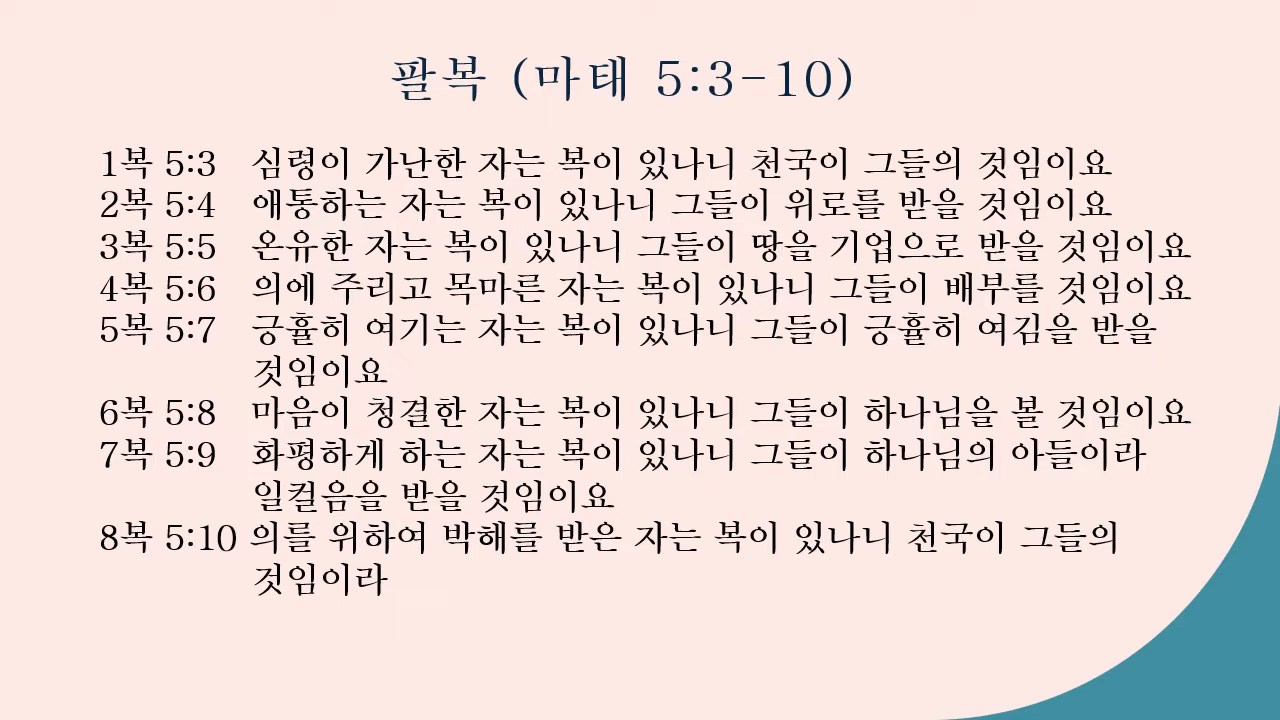 팔복 (마태 5:3-10)
1복 5:3 심령이 가난한 자는 복이 있나니 천국이 그들의 것임이요
2복 5:4 애통하는 자는 복이 있나니 그들이 위로를 받을 것임이요
3복 5:5 온유한 자는 복이 있나니 그들이 땅을 기업으로 받을 것임이요
4복 5:6 의에 주리고 목마른 자는 복이 있나니 그들이 배부를 것임이요
5복 5:7 긍휼히 여기는 자는 복이 있나니 그들이 긍휼히 여김을 받을
것임이요
6복 5:8 마음이 청결한 자는 복이 있나니 그들이 하나님을 볼 것임이요
7복 5:9 화평하게 하는 자는 복이 있나니 그들이 하나님의 아들이라
일컬음을 받을 것임이요
8복 5:10 의를 위하여 박해를 받은 자는 복이 있나니 천국이 그들의
것임이라